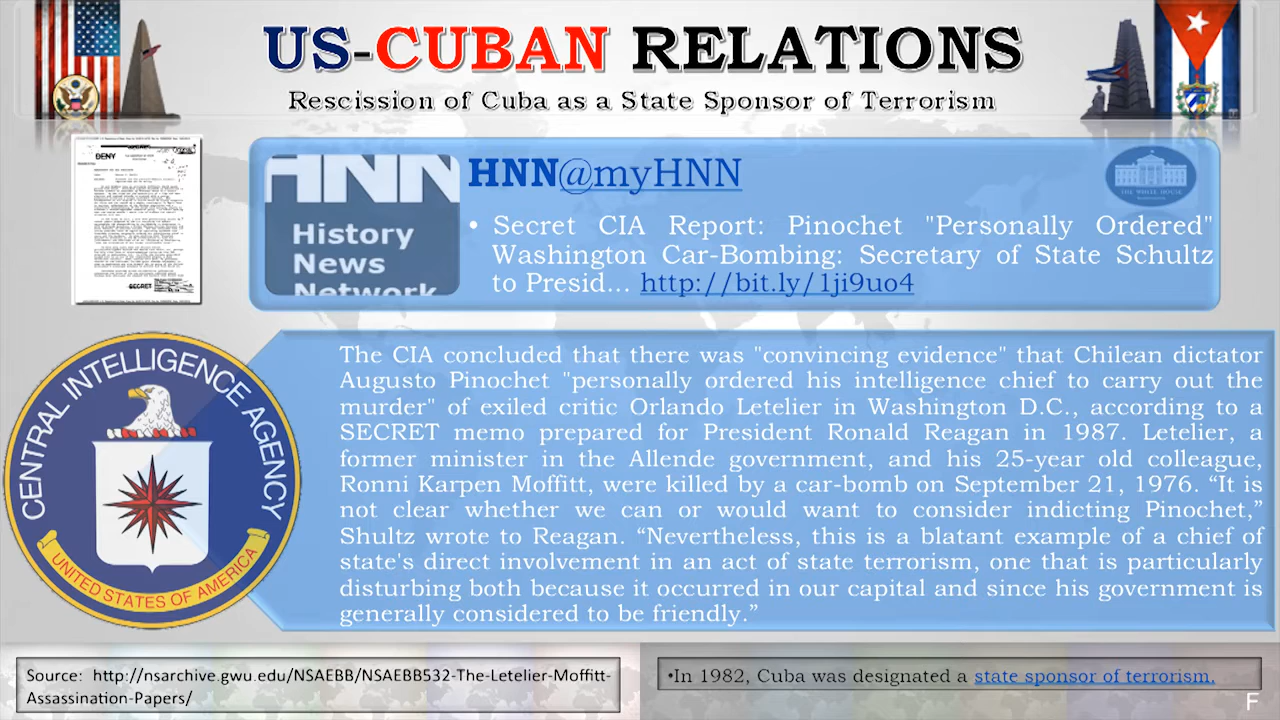 US-CUBAN RELATIONS
Rescission of Cuba as a State Sponsor of Terrorism
DENY
SECRET
HNN
History
News
Network
HNN@myHNN
THE WHITE HOUSE
WASHINGTON
• Secret CIA Report: Pinochet "Personally Ordered"
Washington Car-Bombing: Secretary of State Schultz
to Presid... http://bit.ly/1ji9uo4
CENTRAL INTELLIGENCE AGENCY
UNITED STATES OF AMERICA
The CIA concluded that there was "convincing evidence" that Chilean dictator
Augusto Pinochet "personally ordered his intelligence chief to carry out the
murder" of exiled critic Orlando Letelier in Washington D.C., according to a
SECRET memo prepared for President Ronald Reagan in 1987. Letelier, a
former minister in the Allende government, and his 25-year old colleague,
Ronni Karpen Moffitt, were killed by a car-bomb on September 21, 1976. “It is
not clear whether we can or would want to consider indicting Pinochet,”
Shultz wrote to Reagan. “Nevertheless, this is a blatant example of a chief of
state's direct involvement in an act of state terrorism, one that is particularly
disturbing both because it occurred in our capital and since his government is
generally considered to be friendly.”
Source: http://nsarchive.gwu.edu/NSAEBB/NSAEBB532-The-Letelier-Moffitt-
Assassination-Papers/
•In 1982, Cuba was designated a state sponsor of terrorism.
F